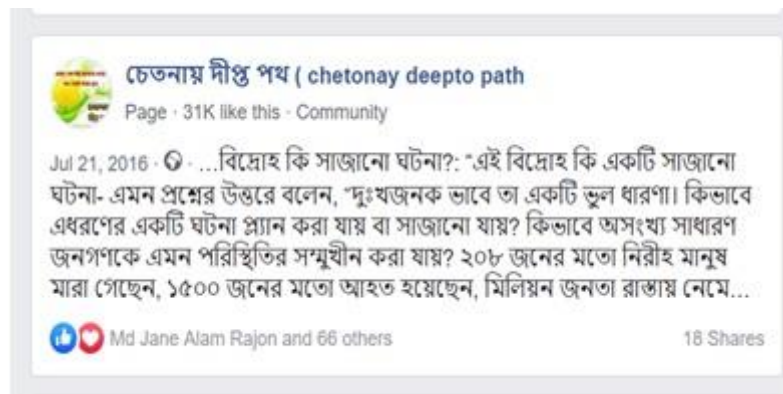 চেতনায় দীপ্ত পথ ( chetonay deepto path
Page · 31K like this · Community
Jul 21, 2016 · ...বিদ্রোহ কি সাজানো ঘটনা?: "এই বিদ্রোহ কি একটি সাজানো
ঘটনা- এমন প্রশ্নের উত্তরে বলেন, "দুঃখজনক ভাবে তা একটি ভুল ধারণা। কিভাবে
এধরণের একটি ঘটনা প্ল্যান করা যায় বা সাজানো যায়? কিভাবে অসংখ্য সাধারণ
জনগণকে এমন পরিস্থিতির সম্মুখীন করা যায়? ২০৮ জনের মতো নিরীহ মানুষ
মারা গেছেন, ১৫০০ জনের মতো আহত হয়েছেন, মিলিয়ন জনতা রাস্তায় নেমে...
Md Jane Alam Rajon and 66 others
18 Shares